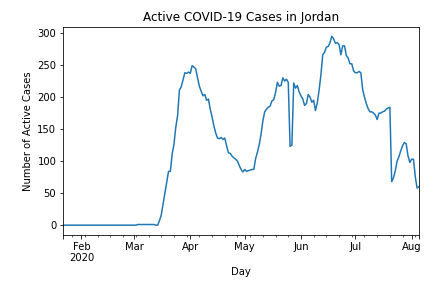 Active COVID-19 Cases in Jordan
300
250
200
150
100
50
0
Number of Active Cases
Feb
2020
Mar
Apr
May
Jun
Jul
Aug
Day